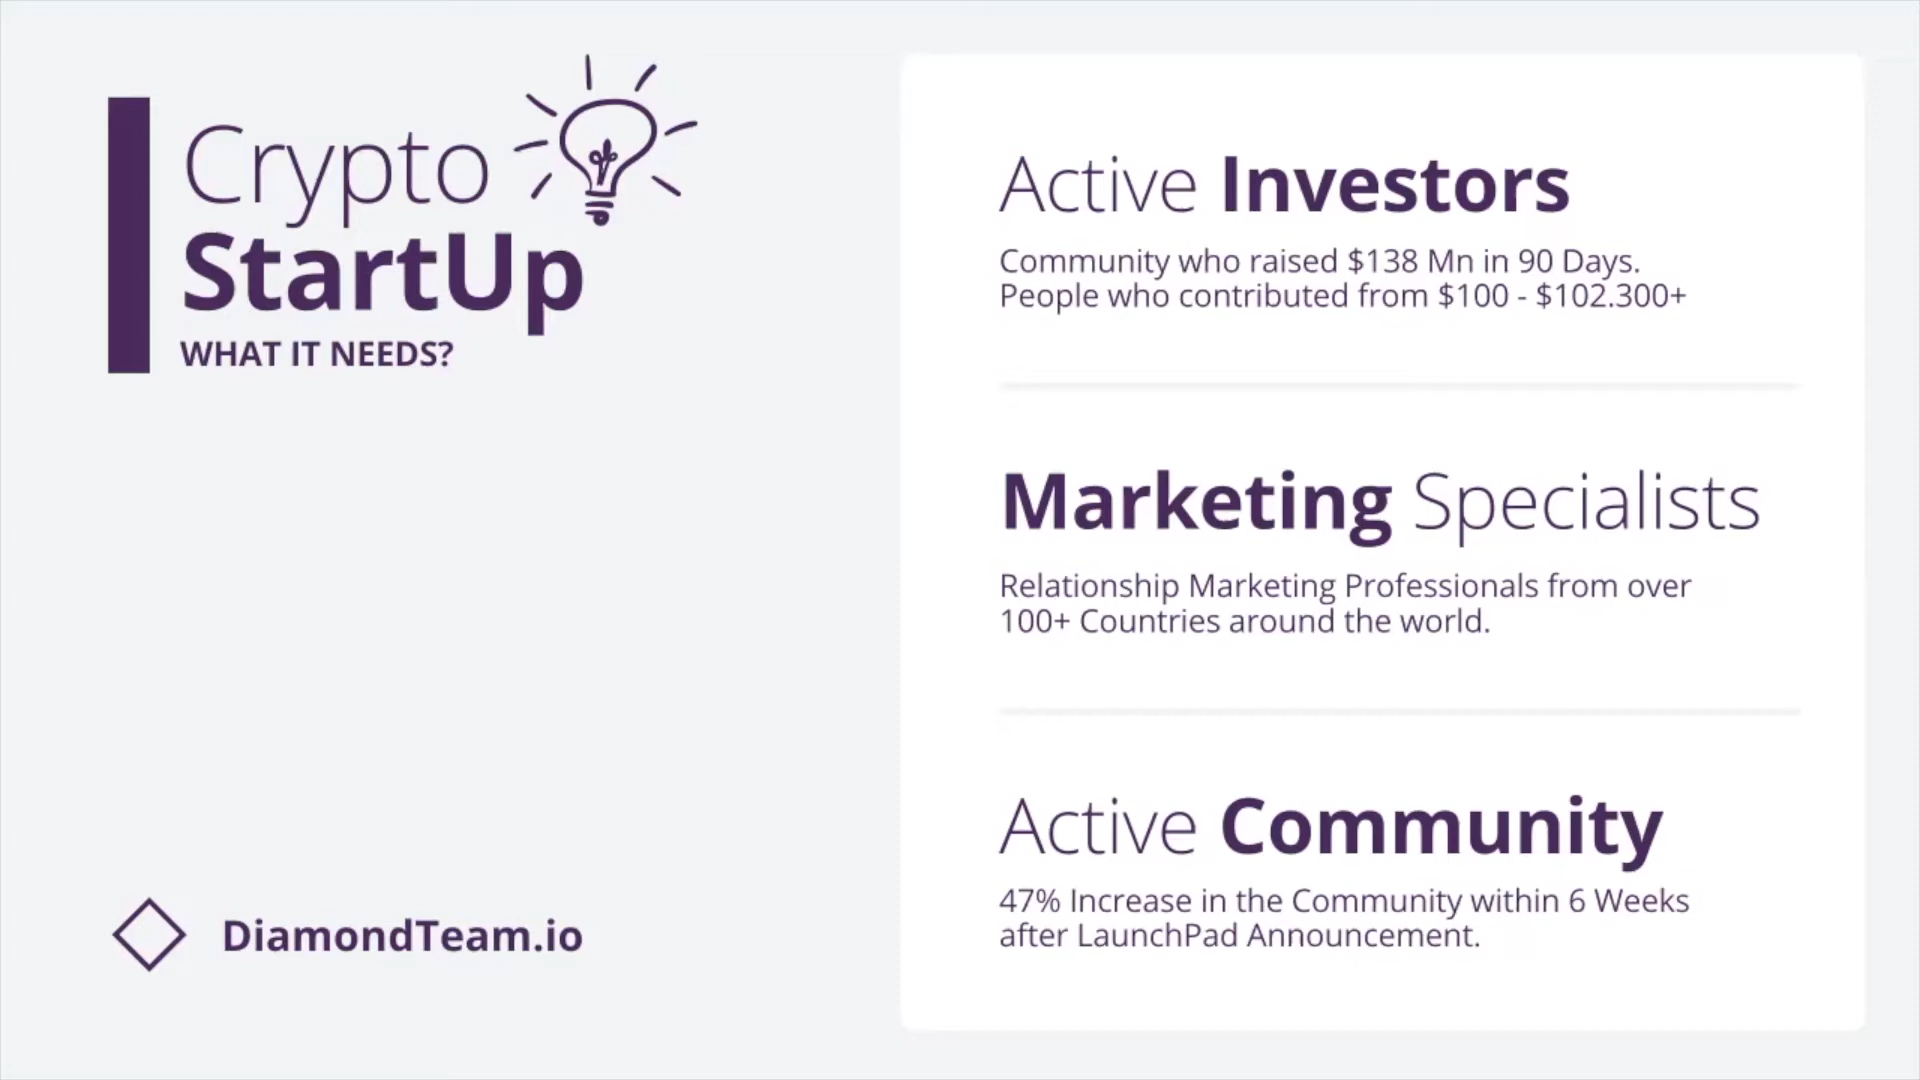 Crypto
StartUp
WHAT IT NEEDS?
DiamondTeam.io
Active Investors
Community who raised $138 Mn in 90 Days.
People who contributed from $100 - $102.300+
Marketing Specialists
Relationship Marketing Professionals from over
100+ Countries around the world.
Active Community
47% Increase in the Community within 6 Weeks
after LaunchPad Announcement.